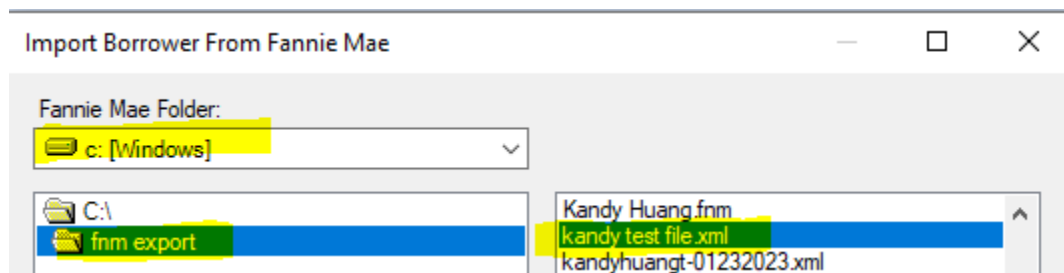 Import Borrower From Fannie Mae
Fannie Mae Folder:
c: [Windows]
C:\
fnm export
Kandy Huang.fnm
kandy test file.xml
kandyhuangt-01232023.xml